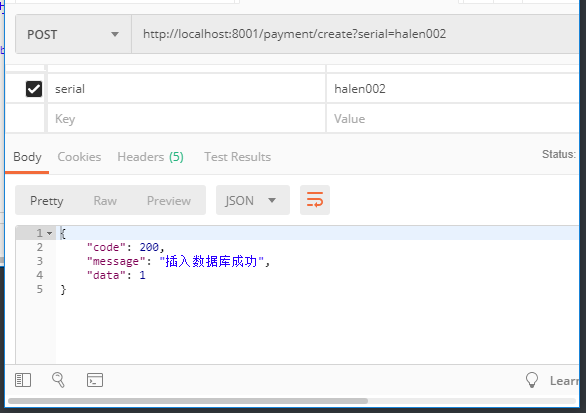 POST http://localhost:8001/payment/create?serial=halen002
serial halen002
Key Value
Body Cookies Headers (5) Test Results Status:
Pretty Raw Preview JSON
1 {
2 "code": 200,
3 "message": "插入数据库成功",
4 "data": 1
5 }
Learn